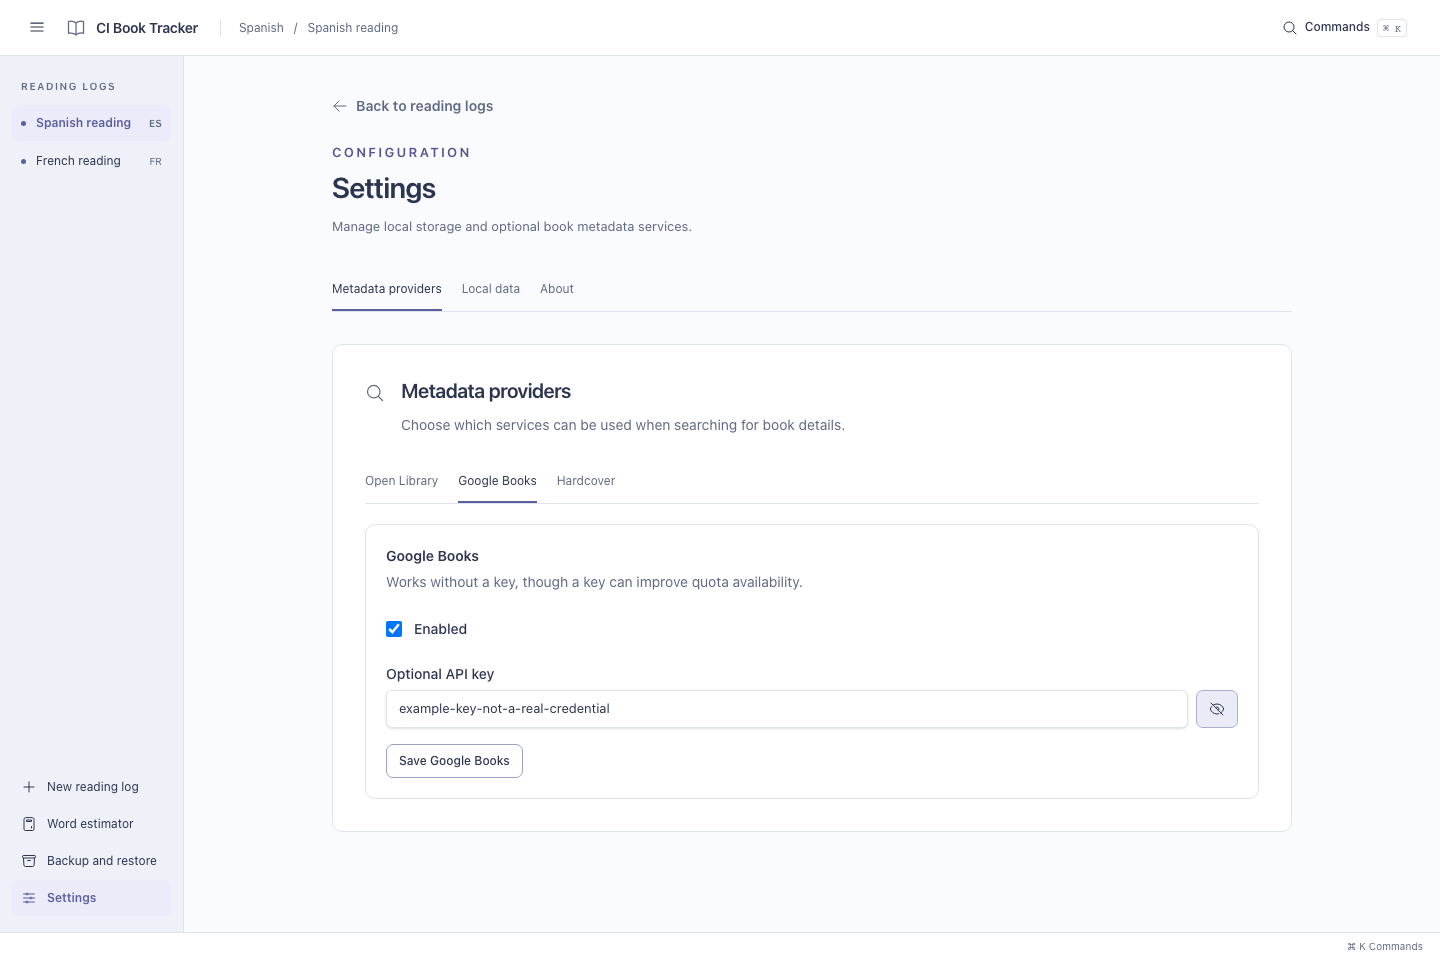 CI Book Tracker
Spanish / Spanish reading
Commands ⌘ K
READING LOGS
Spanish reading ES
French reading FR
New reading log
Word estimator
Backup and restore
Settings
Back to reading logs
CONFIGURATION
Settings
Manage local storage and optional book metadata services.
Metadata providers Local data About
Metadata providers
Choose which services can be used when searching for book details.
Open Library Google Books Hardcover
Google Books
Works without a key, though a key can improve quota availability.
Enabled
Optional API key
example-key-not-a-real-credential
Save Google Books
⌘ K Commands